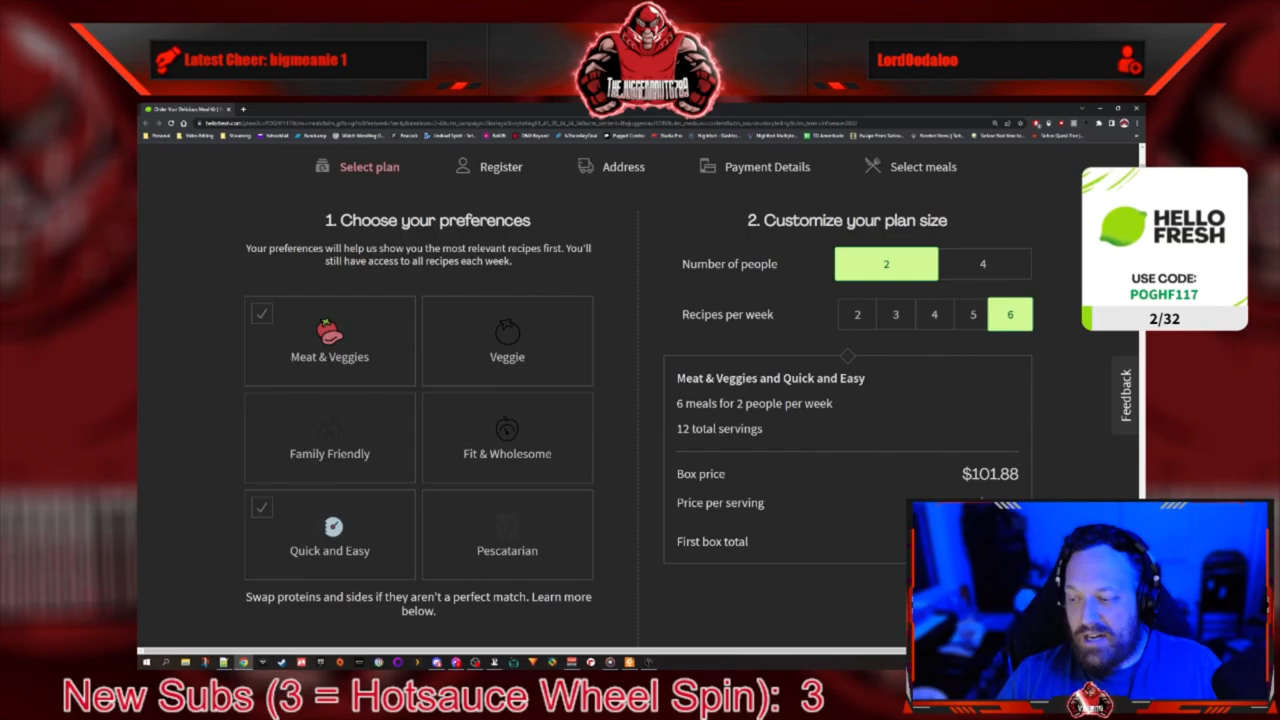 Latest Cheer: bigmeanie 1
THEJUGGERNAUT6789
LordOodaloo
Order Your Delicious Meal Kit |
Select plan
Register
Address
Payment Details
Select meals
1. Choose your preferences
Your preferences will help us show you the most relevant recipes first. You'll
still have access to all recipes each week.
Meat & Veggies
Veggie
Family Friendly
Fit & Wholesome
Quick and Easy
Pescatarian
Swap proteins and sides if they aren't a perfect match. Learn more
below.
2. Customize your plan size
Number of people
2
4
Recipes per week
2
3
4
5
6
Meat & Veggies and Quick and Easy
6 meals for 2 people per week
12 total servings
Box price
$101.88
Price per serving
First box total
HELLO
FRESH
USE CODE:
POGHF117
2/32
Feedback
New Subs (3 = Hotsauce Wheel Spin): 3